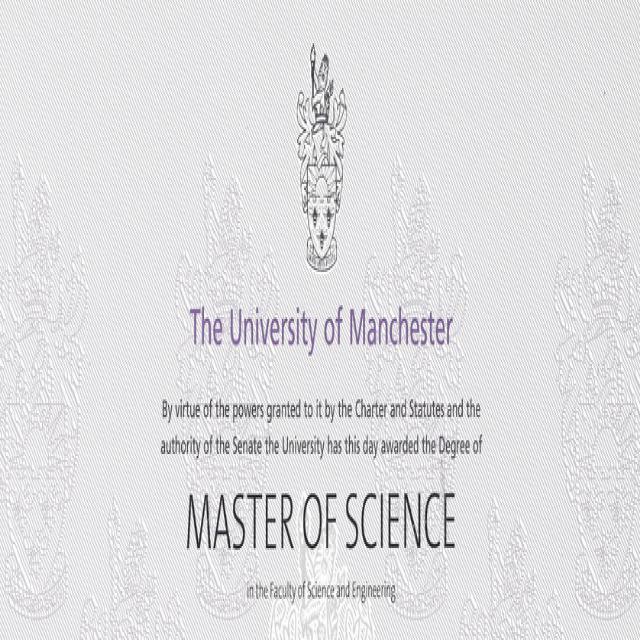 The University of Manchester
By virtue of the powers granted to it by the Charter and Statutes and the
authority of the Senate the University has this day awarded the Degree of
MASTER OF SCIENCE
in the Faculty of Science and Engineering